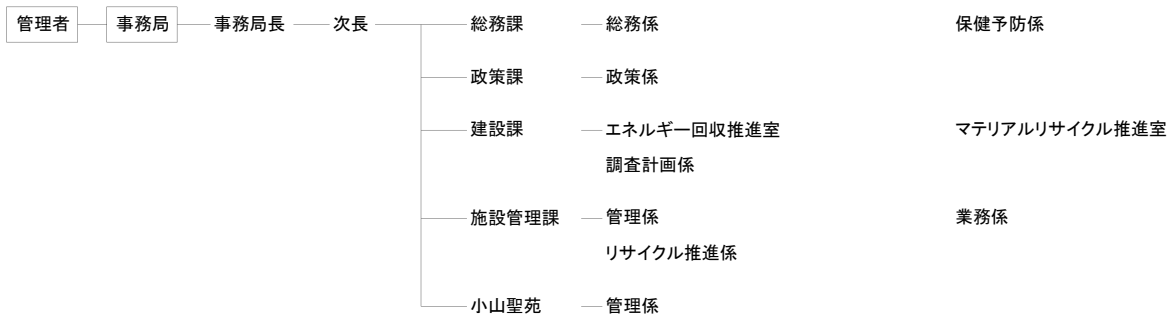 管理者 事務局 事務局長 次長 総務課 総務係 保健予防係
政策課 政策係
建設課 エネルギー回収推進室 マテリアルリサイクル推進室
調査計画係
施設管理課 管理係 業務係
リサイクル推進係
小山聖苑 管理係